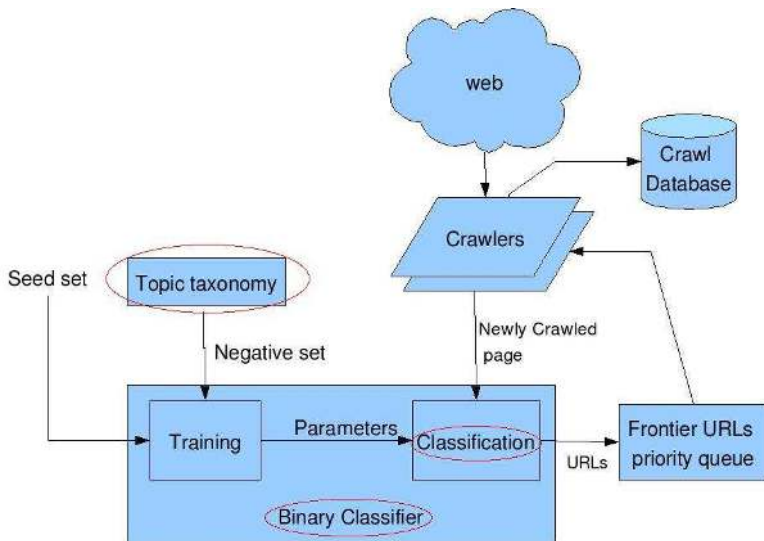 web
Crawl
Database
Crawlers
Seed set
Topic taxonomy
Newly Crawled
page
Negative set
Training
Parameters
Classification
URLs
Frontier URLs
priority queue
Binary Classifier